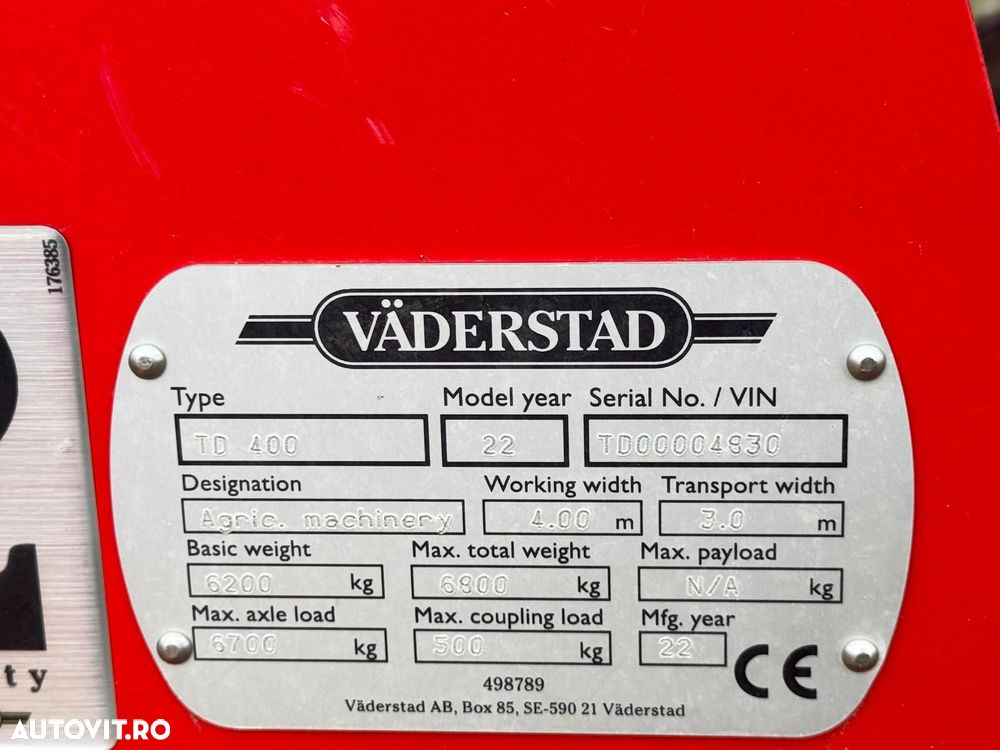 176385
VÄDERSTAD
Type Model year Serial No. / VIN
TD 400 22 TD00004830
Designation Working width Transport width
Agric. machinery 4.00 m 3.0 m
Basic weight Max. total weight Max. payload
6200 kg 6800 kg N/A kg
Max. axle load Max. coupling load Mfg. year
6700 kg 500 kg 22
CE
498789
Väderstad AB, Box 85, SE-590 21 Väderstad
ty
AUTOVIT.RO